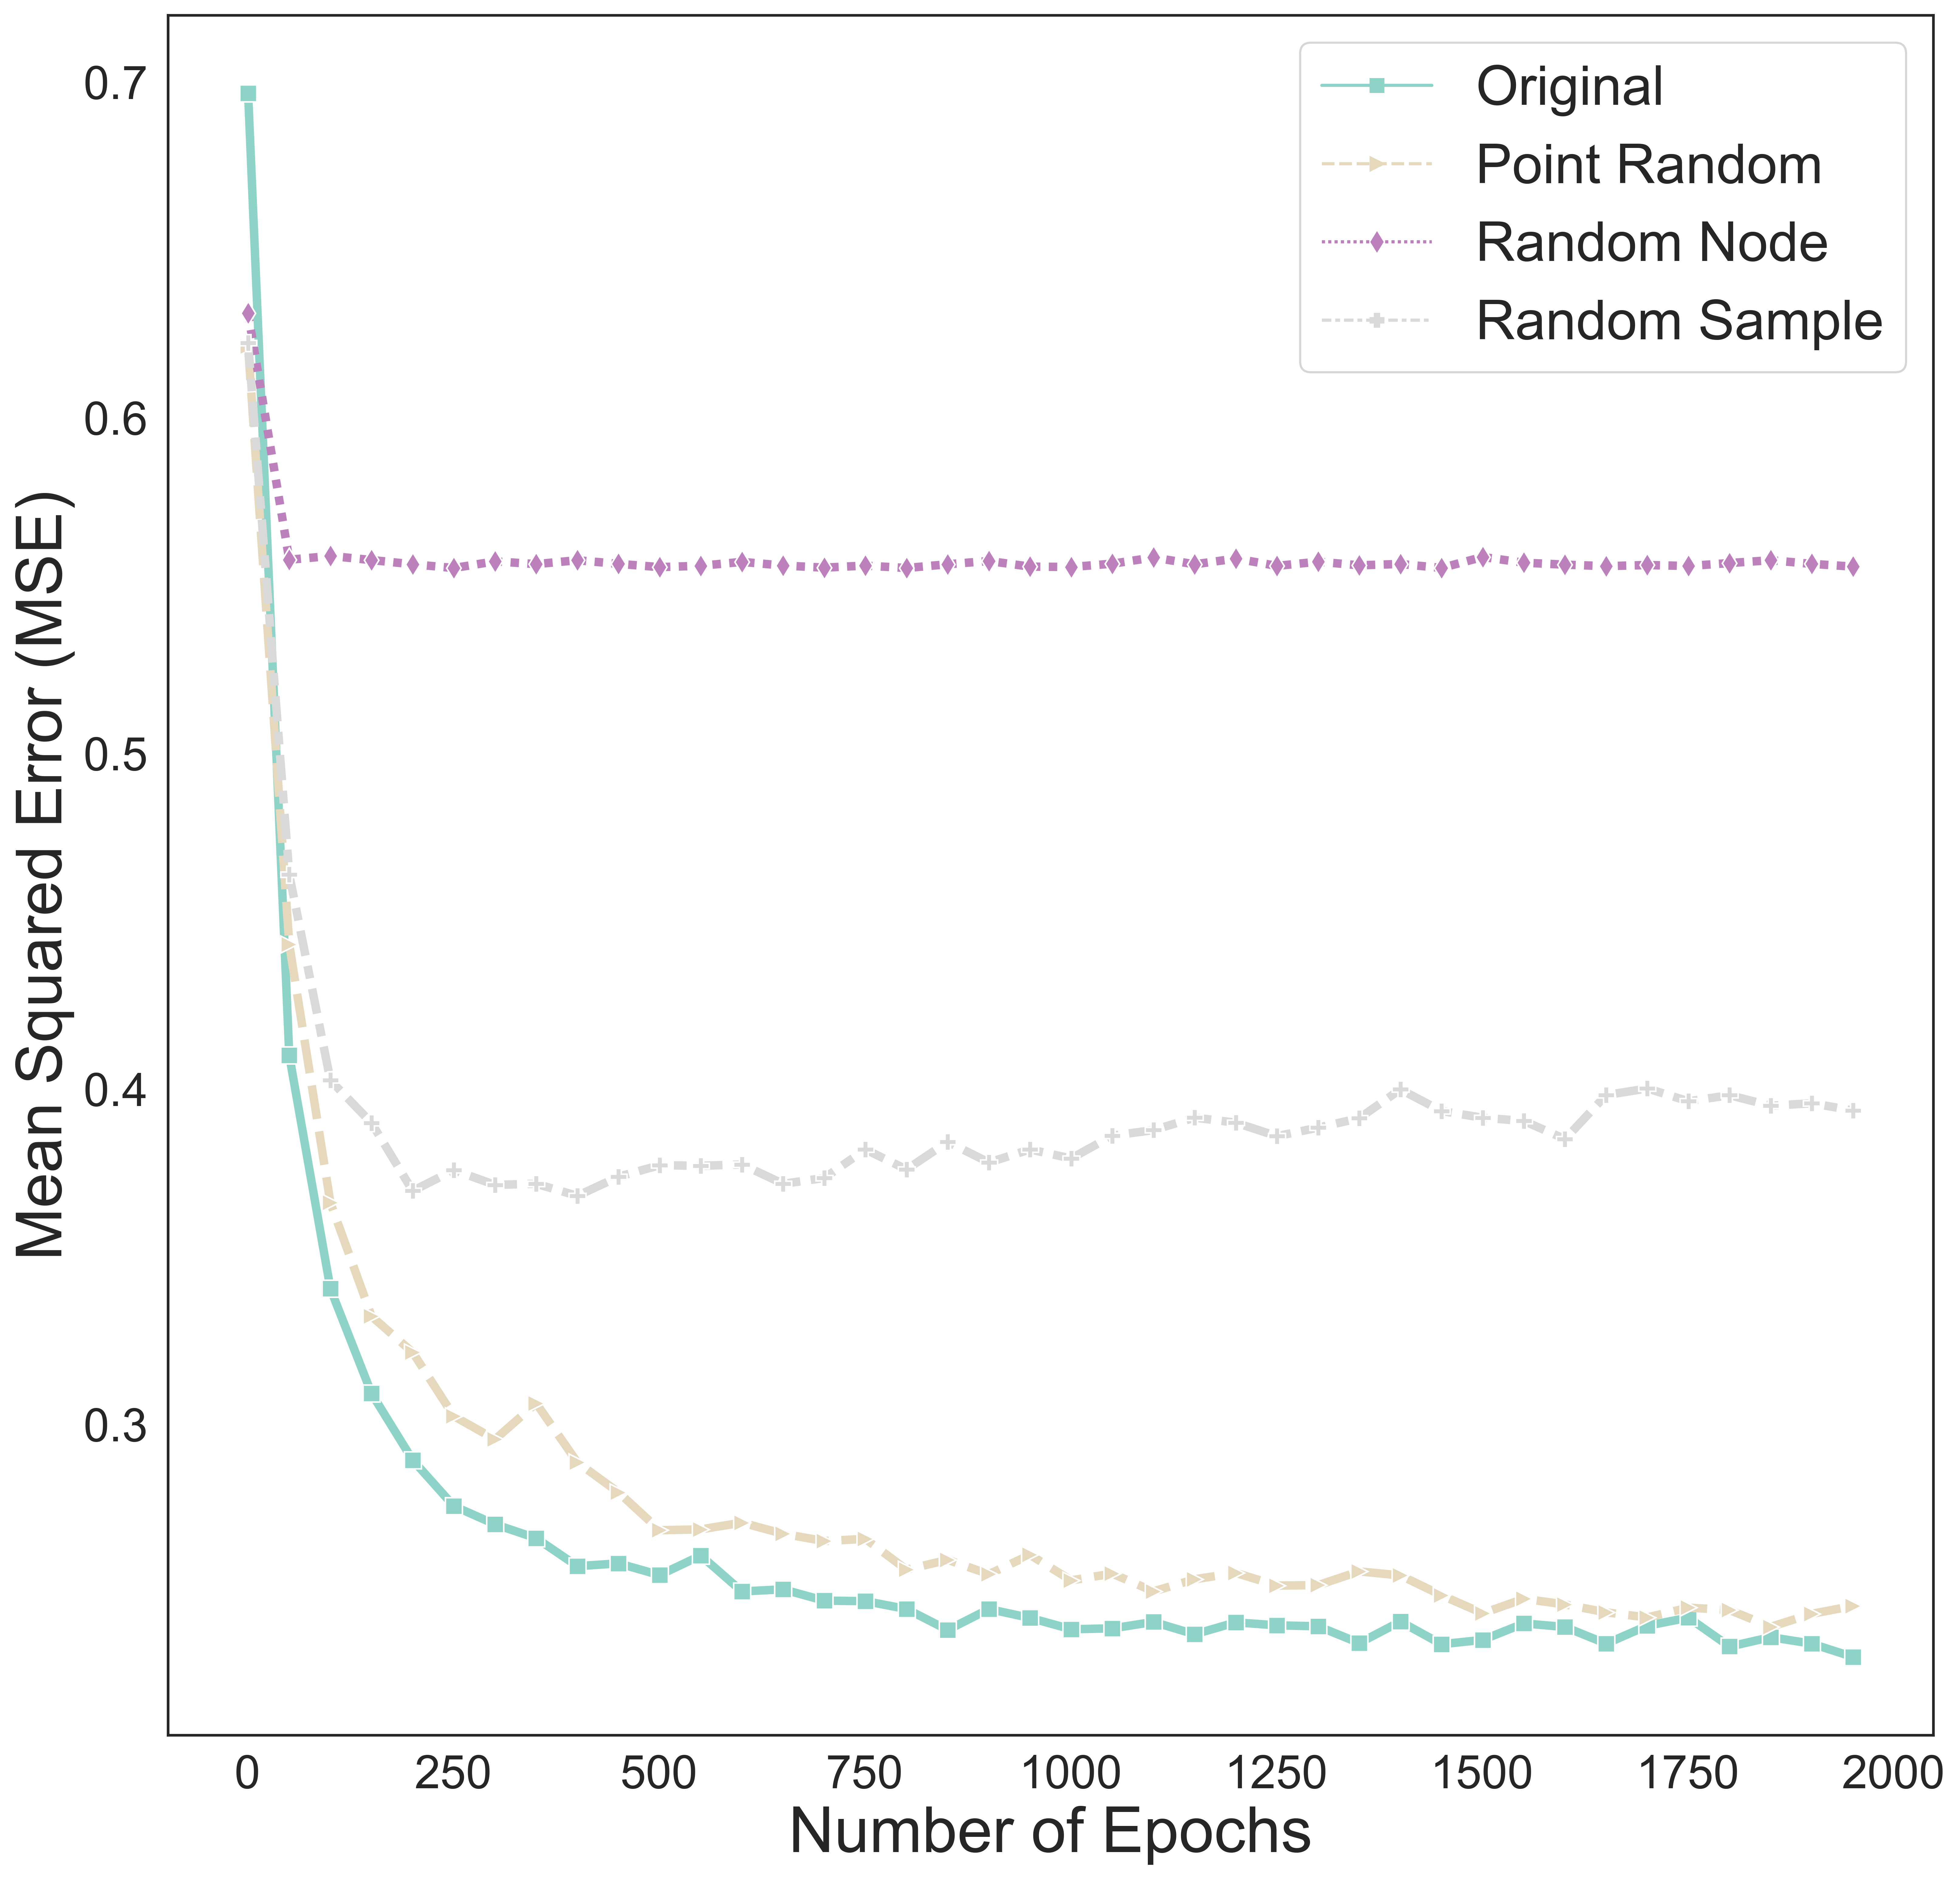 Original
Point Random
Random Node
Random Sample
Mean Squared Error (MSE)
0.7
0.6
0.5
0.4
0.3
0 250 500 750 1000 1250 1500 1750 2000
Number of Epochs